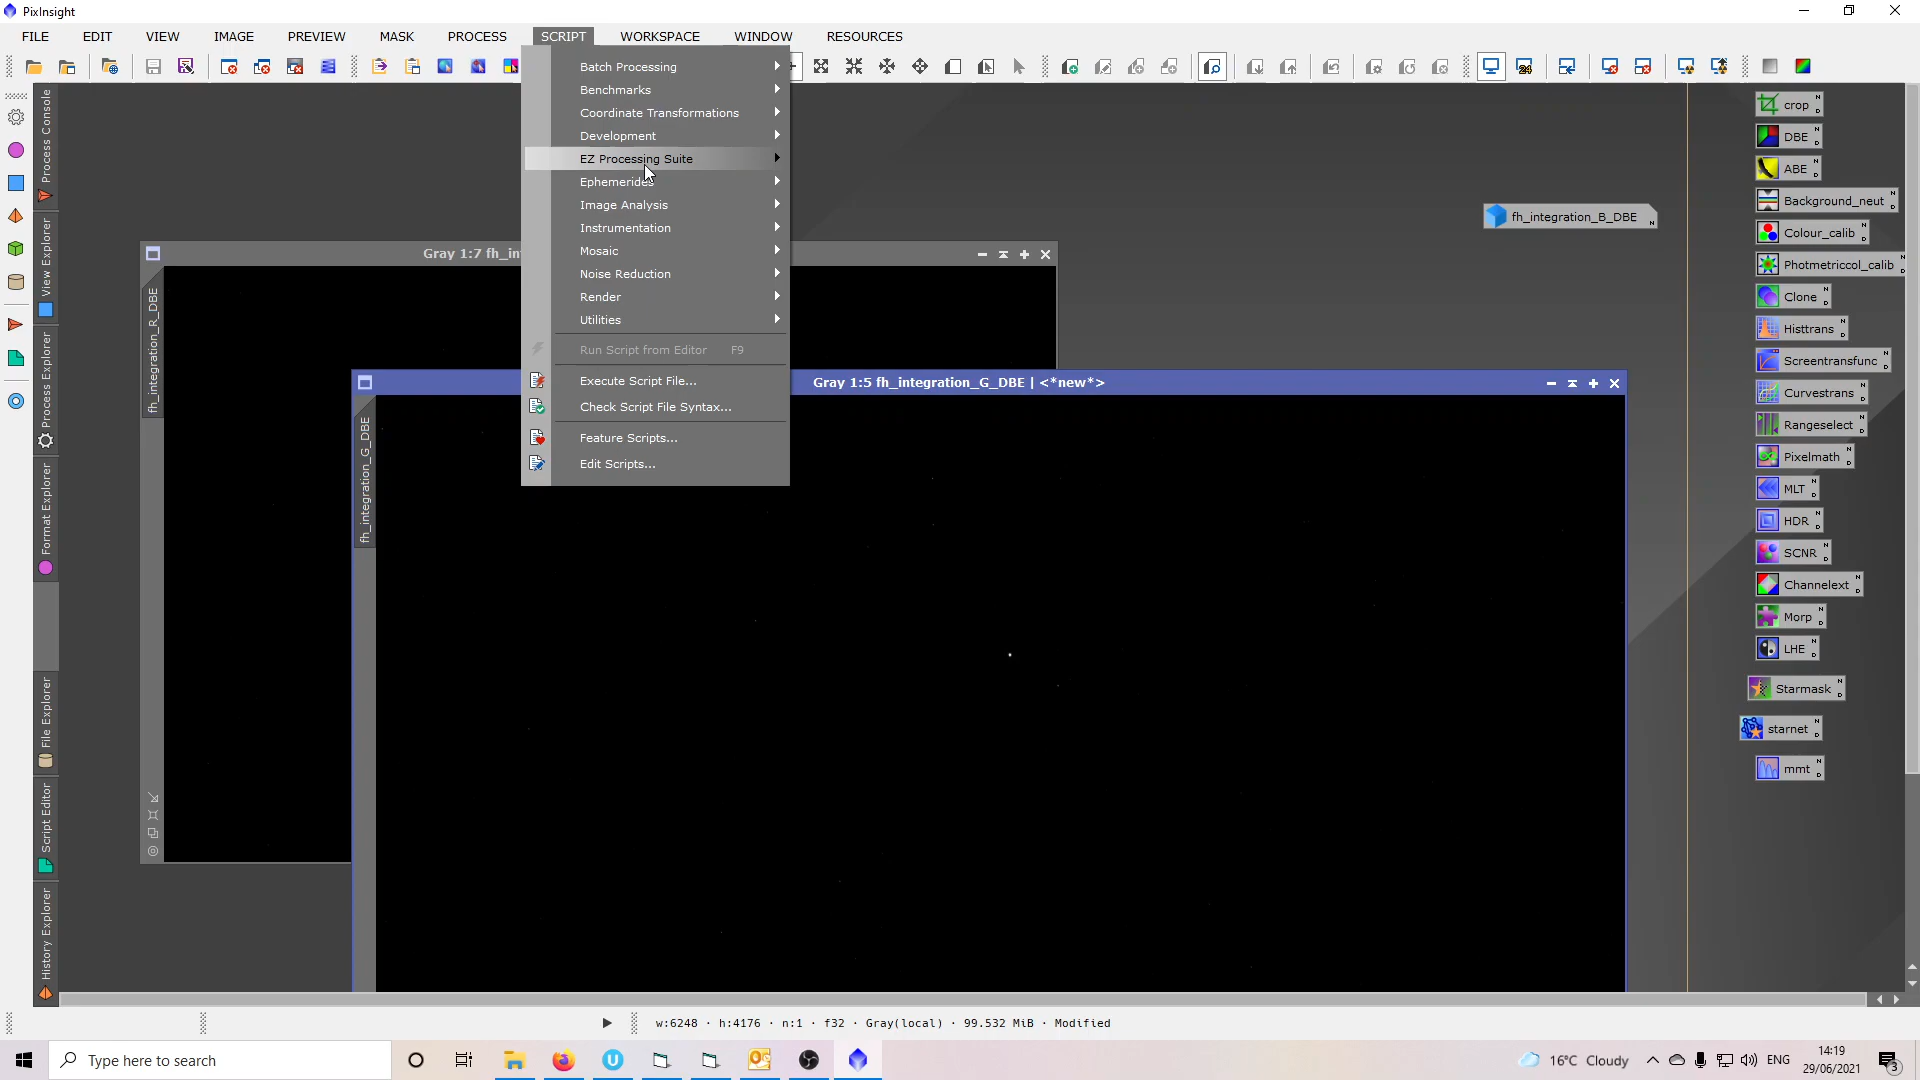 PixInsight
FILE
EDIT
VIEW
IMAGE
PREVIEW
MASK
PROCESS
SCRIPT
WORKSPACE
WINDOW
RESOURCES
Batch Processing
Benchmarks
Coordinate Transformations
Development
EZ Processing Suite
Ephemerides
Image Analysis
Instrumentation
Mosaic
Noise Reduction
Render
Utilities
Run Script from Editor F9
Execute Script File...
Check Script File Syntax...
Feature Scripts...
Edit Scripts...
Process Console
View Explorer
Process Explorer
Format Explorer
File Explorer
Script Editor
History Explorer
Gray 1:7 fh_in
fh_integration_R_DBE
Gray 1:5 fh_integration_G_DBE | <*new*>
fh_integration_G_DBE
fh_integration_B_DBE
crop
DBE
ABE
Background_neut
Colour_calib
Photmetriccol_calib
Clone
Histtrans
Screentransfunc
Curvestrans
Rangeselect
Pixelmath
MLT
HDR
SCNR
Channelext
Morp
LHE
Starmask
starnet
mmt
w:6248 · h:4176 · n:1 · f32 · Gray(local) · 99.532 MiB · Modified
Type here to search
16°C Cloudy
ENG
14:19
29/06/2021
3